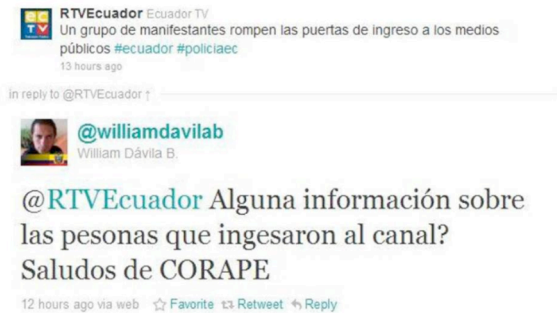 RTVEcuador Ecuador TV
Un grupo de manifestantes rompen las puertas de ingreso a los medios
públicos #ecuador #policiaec
13 hours ago
in reply to @RTVEcuador ↑
@williamdavilab
William Dávila B.
@RTVEcuador Alguna información sobre
las pesonas que ingesaron al canal?
Saludos de CORAPE
12 hours ago via web Favorite Retweet Reply